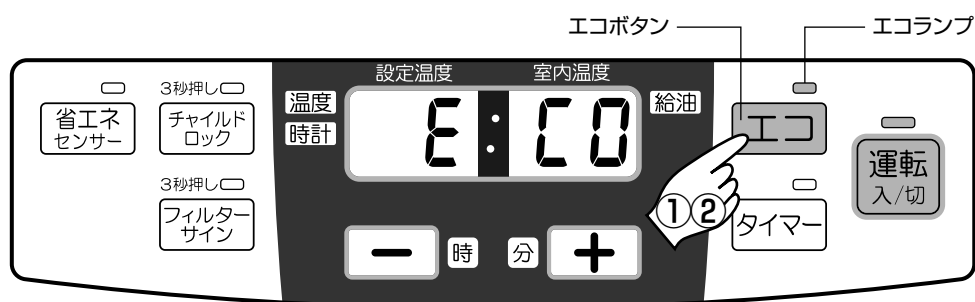 エコボタン
エコランプ
設定温度 室内温度
3秒押し
温度
時計
E:CO
給油
省エネ
センサー
チャイルド
ロック
エコ
運転
入/切
3秒押し
フィルター
サイン
①②
タイマー
− 時 分 +